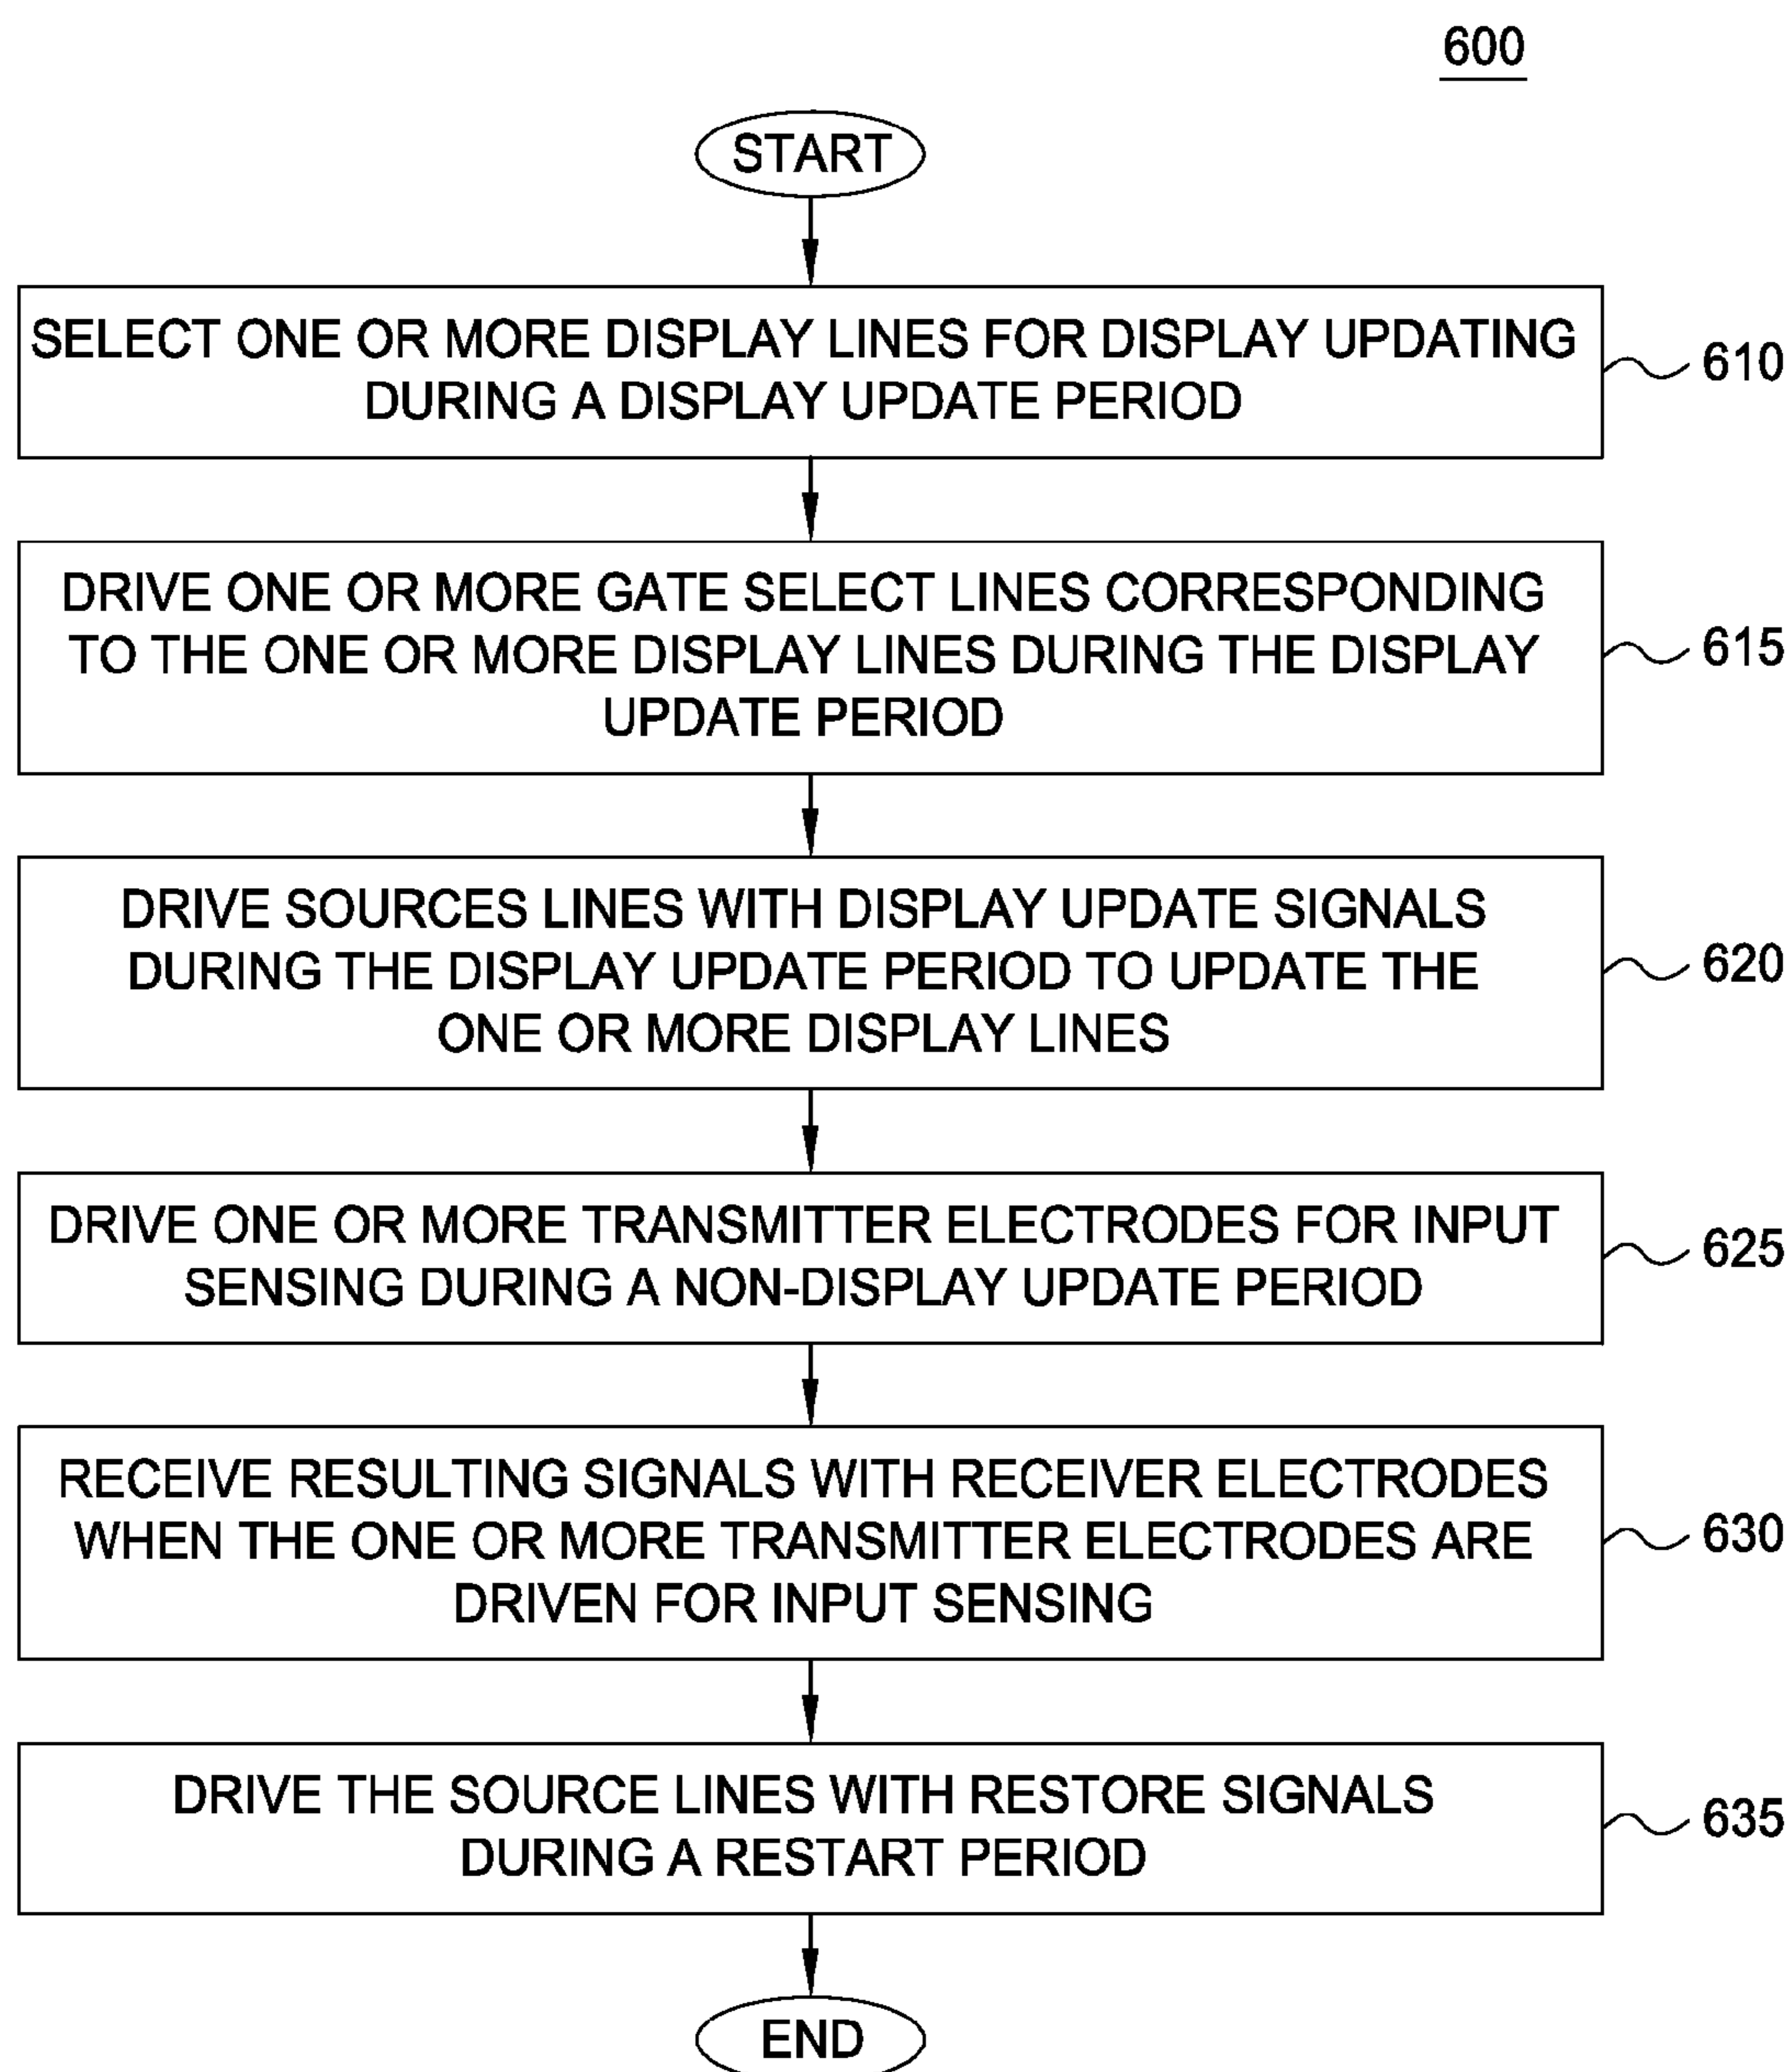 600
START
SELECT ONE OR MORE DISPLAY LINES FOR DISPLAY UPDATING
DURING A DISPLAY UPDATE PERIOD
610
DRIVE ONE OR MORE GATE SELECT LINES CORRESPONDING
TO THE ONE OR MORE DISPLAY LINES DURING THE DISPLAY
UPDATE PERIOD
615
DRIVE SOURCES LINES WITH DISPLAY UPDATE SIGNALS
DURING THE DISPLAY UPDATE PERIOD TO UPDATE THE
ONE OR MORE DISPLAY LINES
620
DRIVE ONE OR MORE TRANSMITTER ELECTRODES FOR INPUT
SENSING DURING A NON-DISPLAY UPDATE PERIOD
625
RECEIVE RESULTING SIGNALS WITH RECEIVER ELECTRODES
WHEN THE ONE OR MORE TRANSMITTER ELECTRODES ARE
DRIVEN FOR INPUT SENSING
630
DRIVE THE SOURCE LINES WITH RESTORE SIGNALS
DURING A RESTART PERIOD
635
END